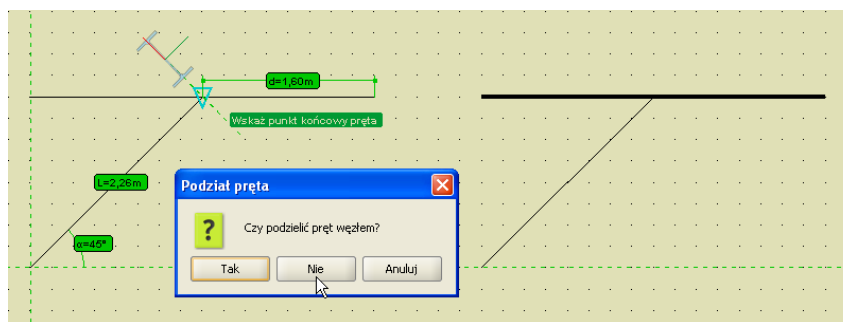 d=1,60m
Wskaż punkt końcowy pręta
L=2,26m
α=45°
Podział pręta
Czy podzielić pręt węzłem?
Tak
Nie
Anuluj